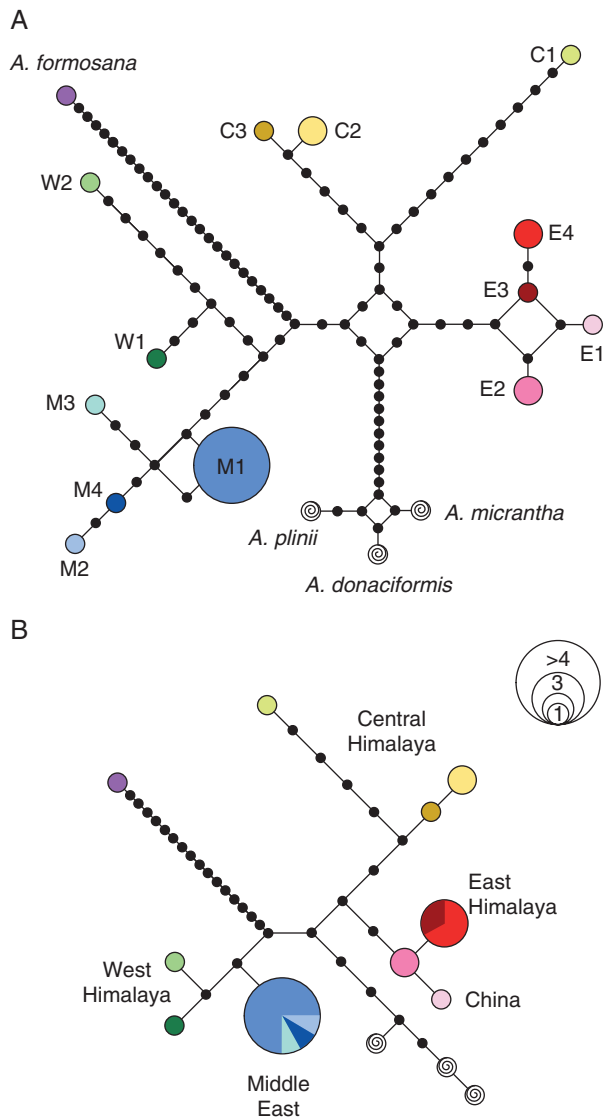 A
A. formosana
C1
C3
C2
W2
E4
E3
W1
E1
M3
E2
M1
M4
A. micrantha
A. plinii
M2
A. donaciformis
B
>4
3
1
Central
Himalaya
East
Himalaya
West
Himalaya
China
Middle
East